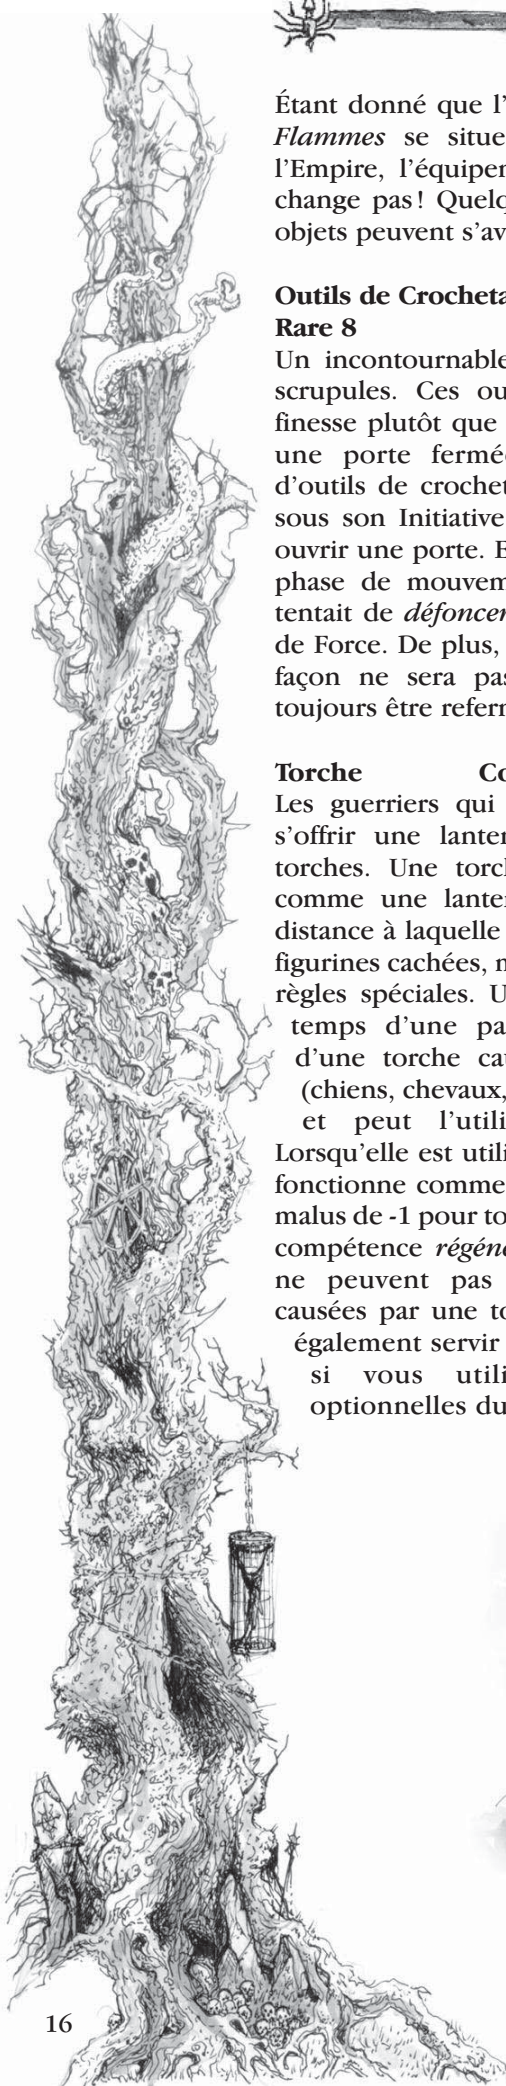 Étant donné que l’
Flammes se situe
l’Empire, l’équiper
change pas ! Quelq
objets peuvent s’av
Outils de Crocheta
Rare 8
Un incontournable
scrupules. Ces ou
finesse plutôt que
une porte fermée
d’outils de crochet
sous son Initiative
ouvrir une porte. E
phase de mouvem
tentait de défoncer
de Force. De plus,
façon ne sera pas
toujours être referm
Torche Co
Les guerriers qui
s’offrir une lanter
torches. Une torch
comme une lanter
distance à laquelle
figurines cachées, m
règles spéciales. U
temps d’une pa
d’une torche cau
(chiens, chevaux,
et peut l’utili
Lorsqu’elle est utili
fonctionne comme
malus de -1 pour to
compétence régéné
ne peuvent pas
causées par une to
également servir
si vous utili
optionnelles du
16